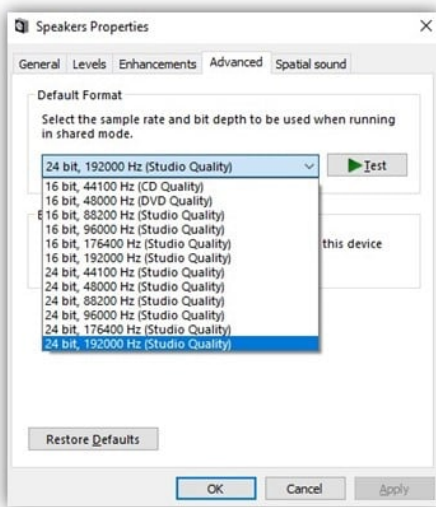 Speakers Properties
General Levels Enhancements Advanced Spatial sound
Default Format
Select the sample rate and bit depth to be used when running
in shared mode.
24 bit, 192000 Hz (Studio Quality)
Test
16 bit, 44100 Hz (CD Quality)
16 bit, 48000 Hz (DVD Quality)
16 bit, 88200 Hz (Studio Quality)
16 bit, 96000 Hz (Studio Quality)
16 bit, 176400 Hz (Studio Quality)
this device
16 bit, 192000 Hz (Studio Quality)
24 bit, 44100 Hz (Studio Quality)
24 bit, 48000 Hz (Studio Quality)
24 bit, 88200 Hz (Studio Quality)
24 bit, 96000 Hz (Studio Quality)
24 bit, 176400 Hz (Studio Quality)
24 bit, 192000 Hz (Studio Quality)
Restore Defaults
OK Cancel Apply